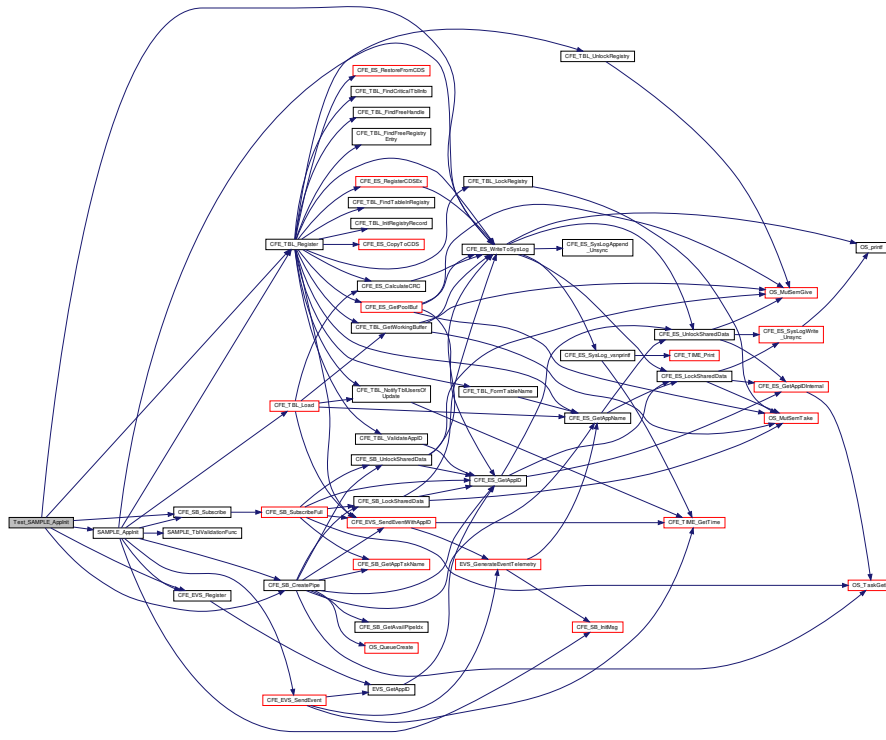 CFE_TBL_UnlockRegistry
CFE_ES_RestoreFromCDS
CFE_TBL_FindCriticalTblInfo
CFE_TBL_FindFreeHandle
CFE_TBL_FindFreeRegistry
Entry
CFE_ES_RegisterCDSEx
CFE_TBL_LockRegistry
CFE_TBL_FindTableInRegistry
CFE_TBL_InitRegistryRecord
CFE_TBL_Register
CFE_ES_CopyToCDS
CFE_ES_WriteToSysLog
CFE_ES_SysLogAppend
_Unsync
OS_printf
CFE_ES_CalculateCRC
CFE_ES_GetPoolBuf
OS_MutSemGive
CFE_TBL_GetWorkingBuffer
CFE_ES_UnlockSharedData
CFE_ES_SysLogWrite
_Unsync
CFE_ES_SysLog_vsnprintf
CFE_TIME_Print
CFE_ES_LockSharedData
CFE_ES_GetAppIDInternal
CFE_TBL_NotifyTblUsersOf
Update
CFE_TBL_FormTableName
CFE_TBL_Load
CFE_ES_GetAppName
OS_MutSemTake
CFE_TBL_ValidateAppID
CFE_SB_UnlockSharedData
CFE_ES_GetAppID
CFE_SB_LockSharedData
CFE_SB_Subscribe
CFE_SB_SubscribeFull
Test_SAMPLE_AppInit
CFE_EVS_SendEventWithAppID
CFE_TIME_GetTime
SAMPLE_AppInit
SAMPLE_TblValidationFunc
CFE_SB_GetAppTskName
EVS_GenerateEventTelemetry
CFE_SB_CreatePipe
CFE_EVS_Register
CFE_SB_GetAvailPipeIdx
CFE_SB_InitMsg
OS_QueueCreate
EVS_GetAppID
CFE_EVS_SendEvent